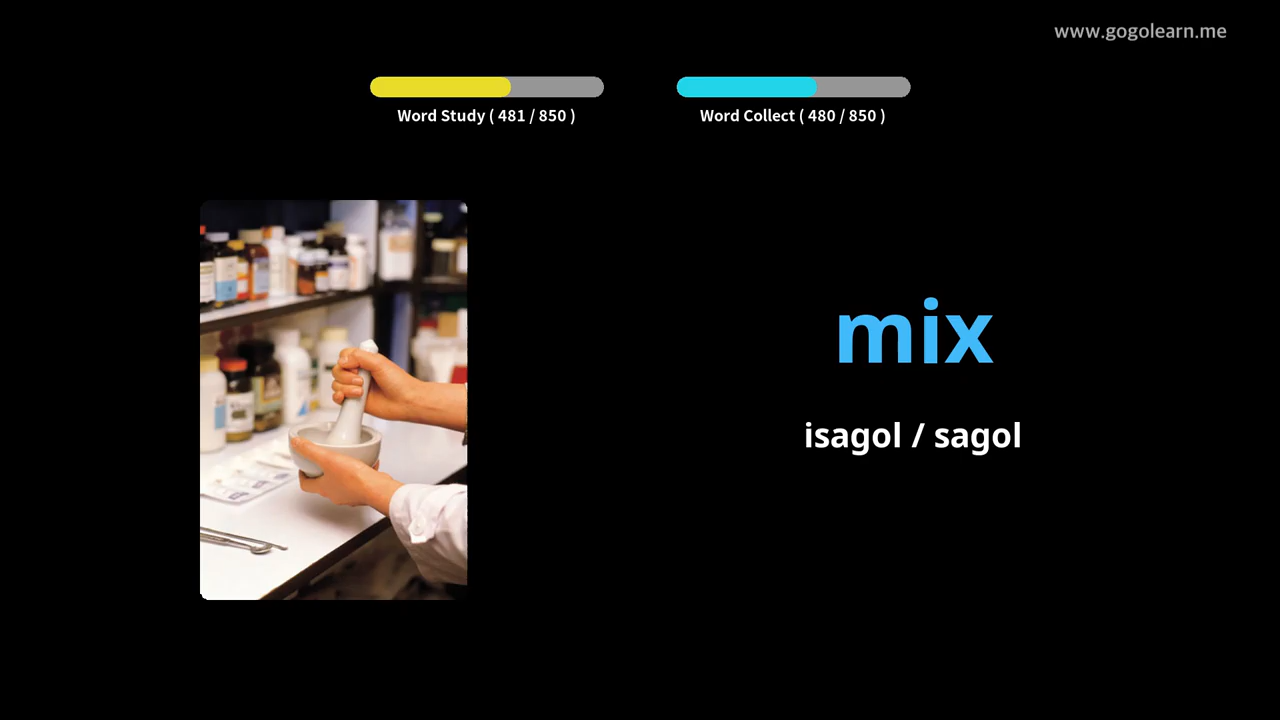 www.gogolearn.me
Word Study ( 481 / 850 )
Word Collect ( 480 / 850 )
mix
isagol / sagol